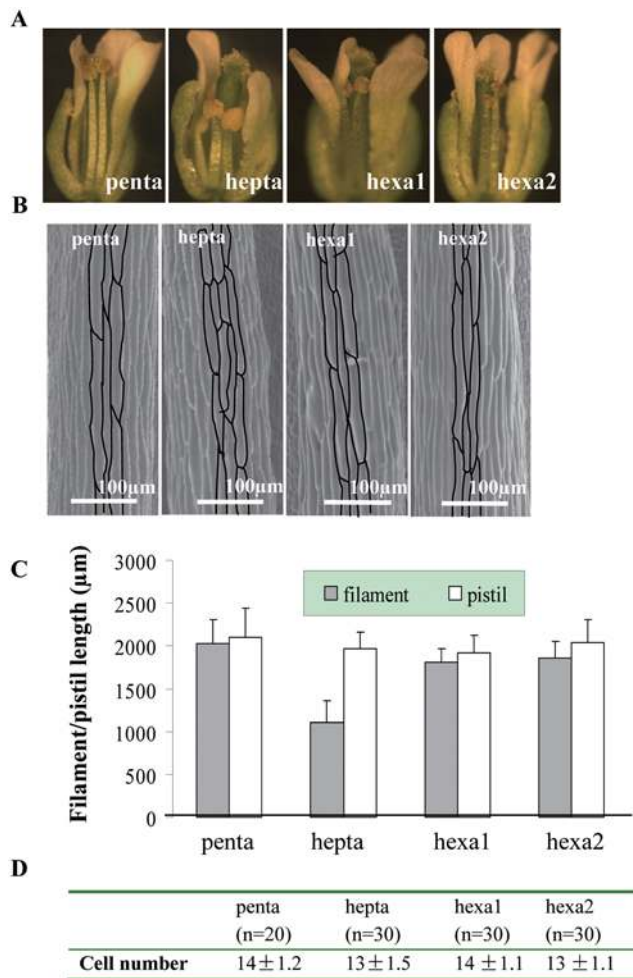 A
penta hepta hexa1 hexa2
B
penta hepta hexa1 hexa2
100μm 100μm 100μm 100μm
C
Filament/pistil length (μm)
3000
2500
2000
1500
1000
500
0
filament pistil
penta hepta hexa1 hexa2
D
penta hepta hexa1 hexa2
(n=20) (n=30) (n=30) (n=30)
Cell number 14±1.2 13±1.5 14±1.1 13±1.1